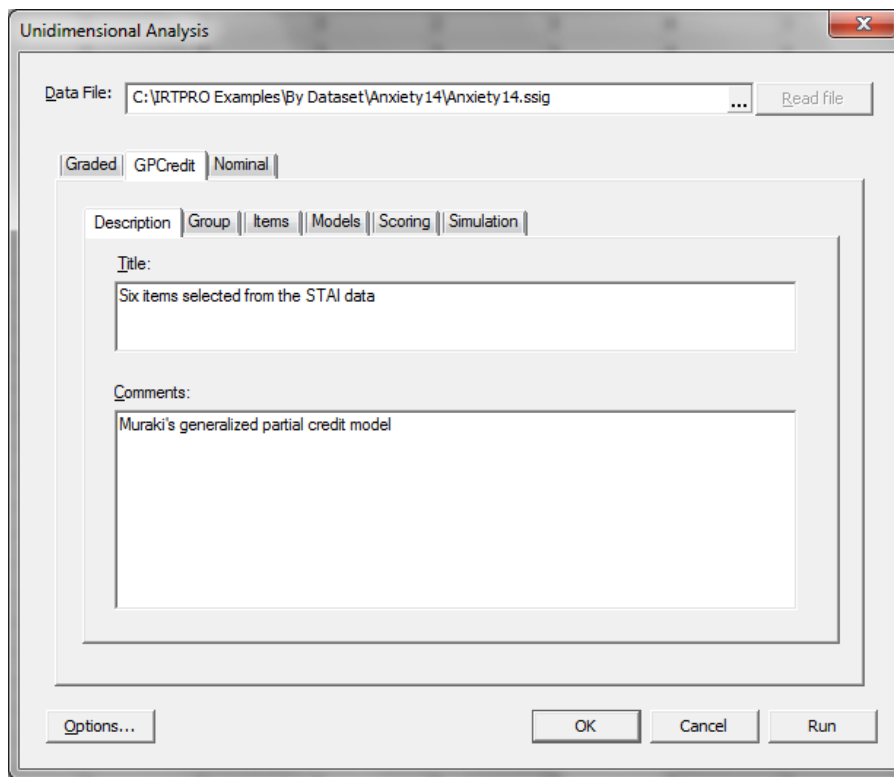 Unidimensional Analysis
Data File: C:\IRTPRO Examples\By Dataset\Anxiety14\Anxiety14.ssig ... Read file
Graded GPCredit Nominal
Description Group Items Models Scoring Simulation
Title:
Six items selected from the STAI data
Comments:
Muraki's generalized partial credit model
Options... OK Cancel Run